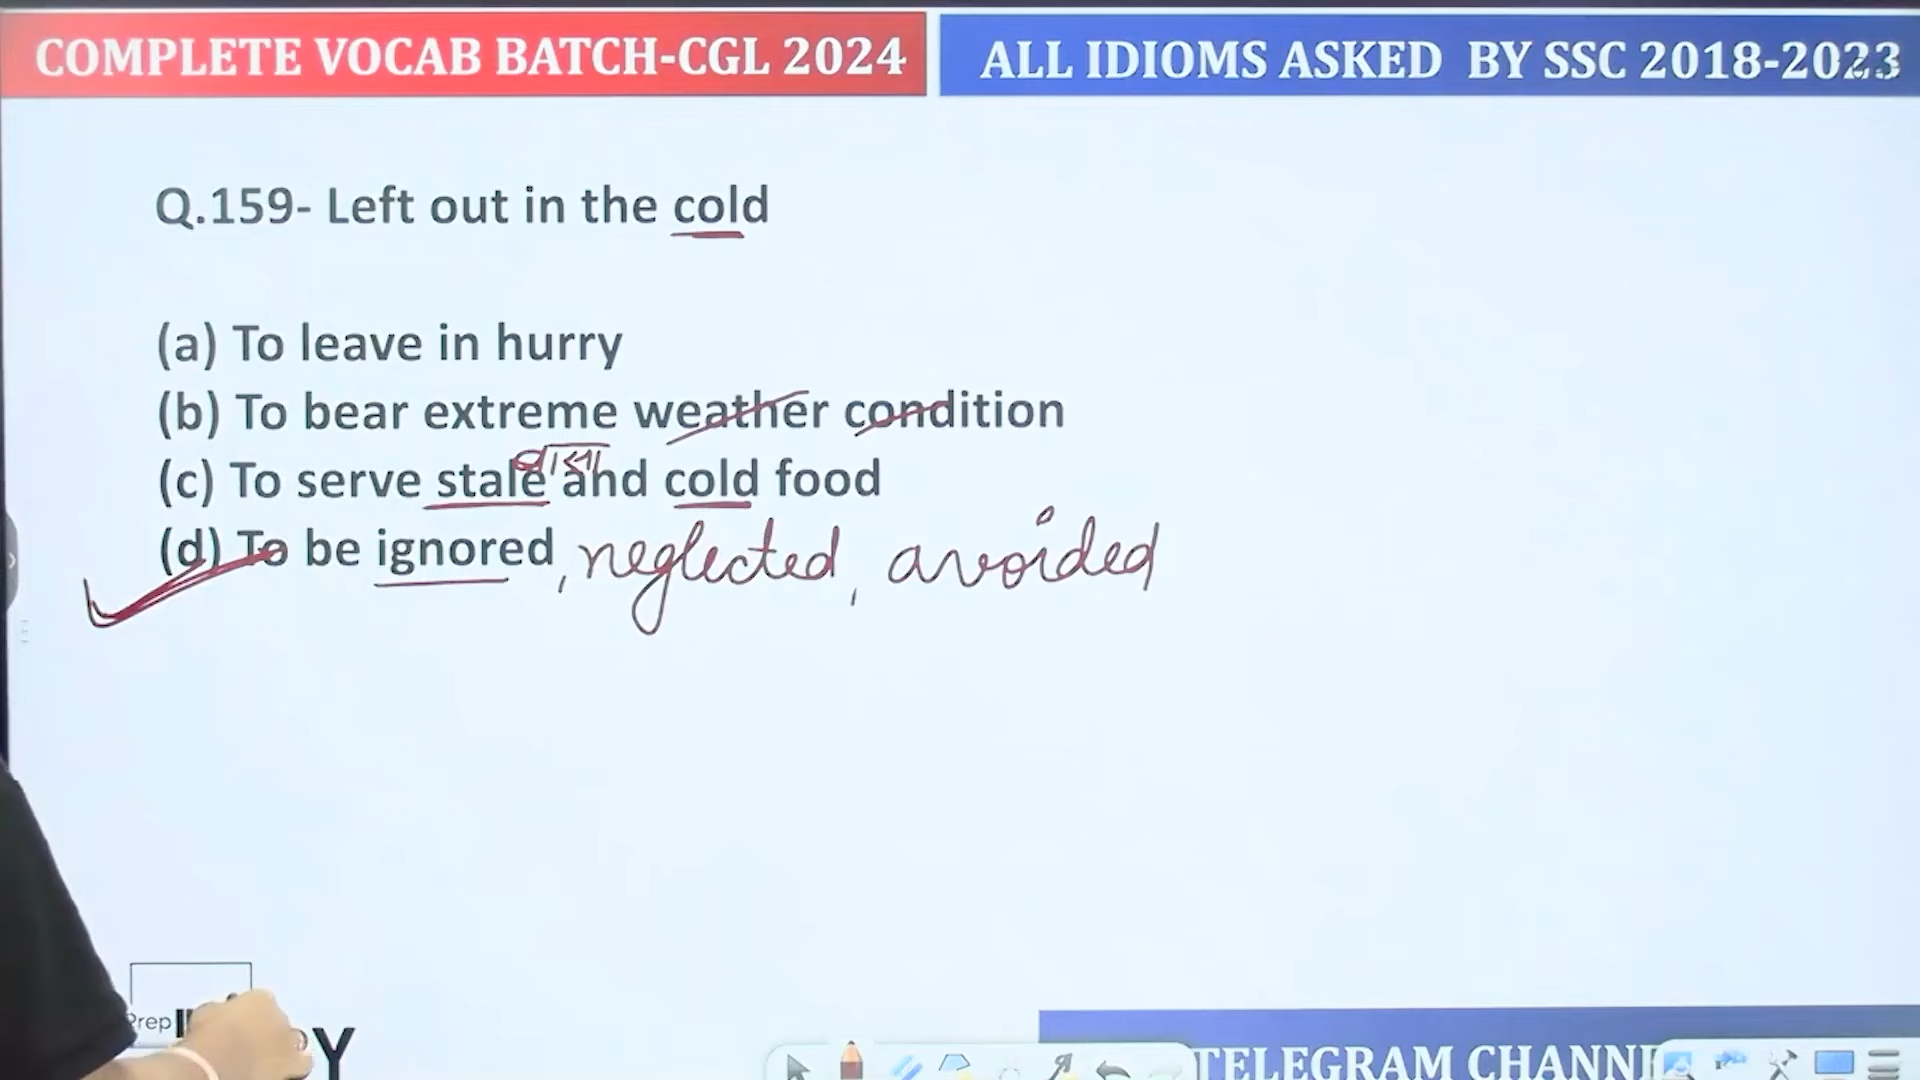 COMPLETE VOCAB BATCH-CGL 2024
ALL IDIOMS ASKED BY SSC 2018-2023
Q.159- Left out in the cold
(a) To leave in hurry
(b) To bear extreme weather condition
(c) To serve stale and cold food
(d) To be ignored, neglected, avoided
Prep
Y
TELEGRAM CHANN